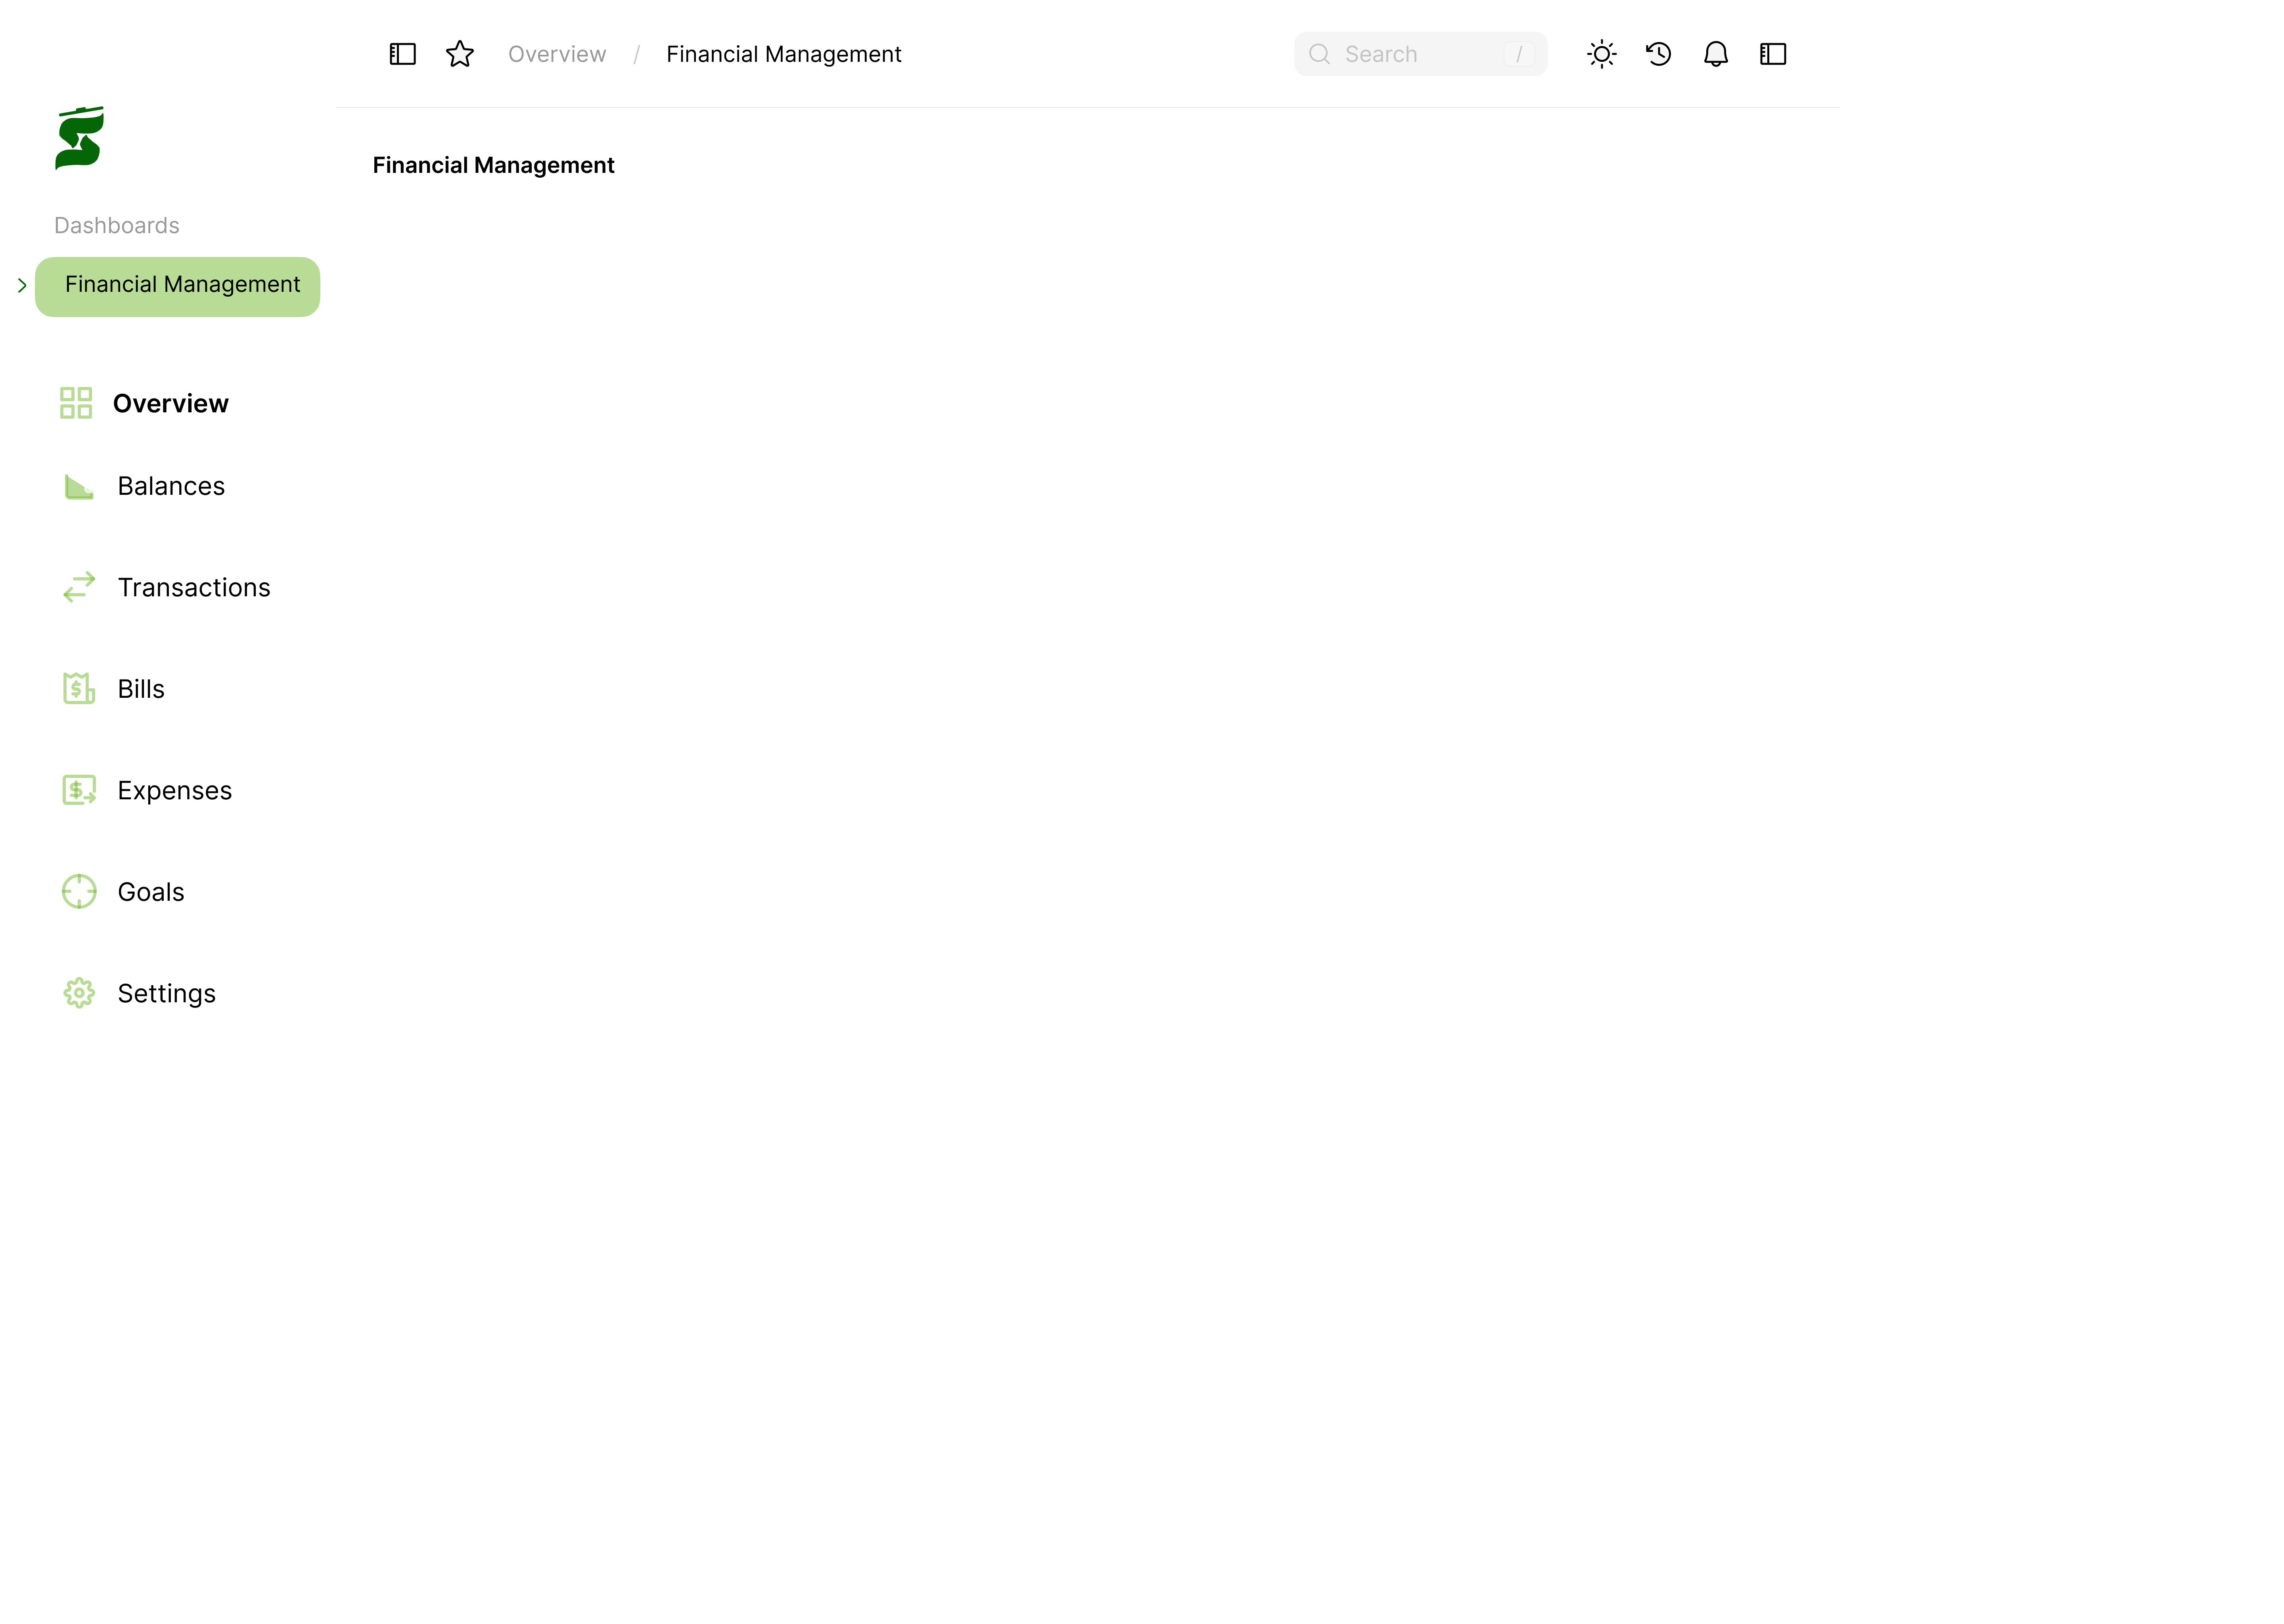 Overview / Financial Management
Search /
Financial Management
Dashboards
Financial Management
Overview
Balances
Transactions
Bills
Expenses
Goals
Settings